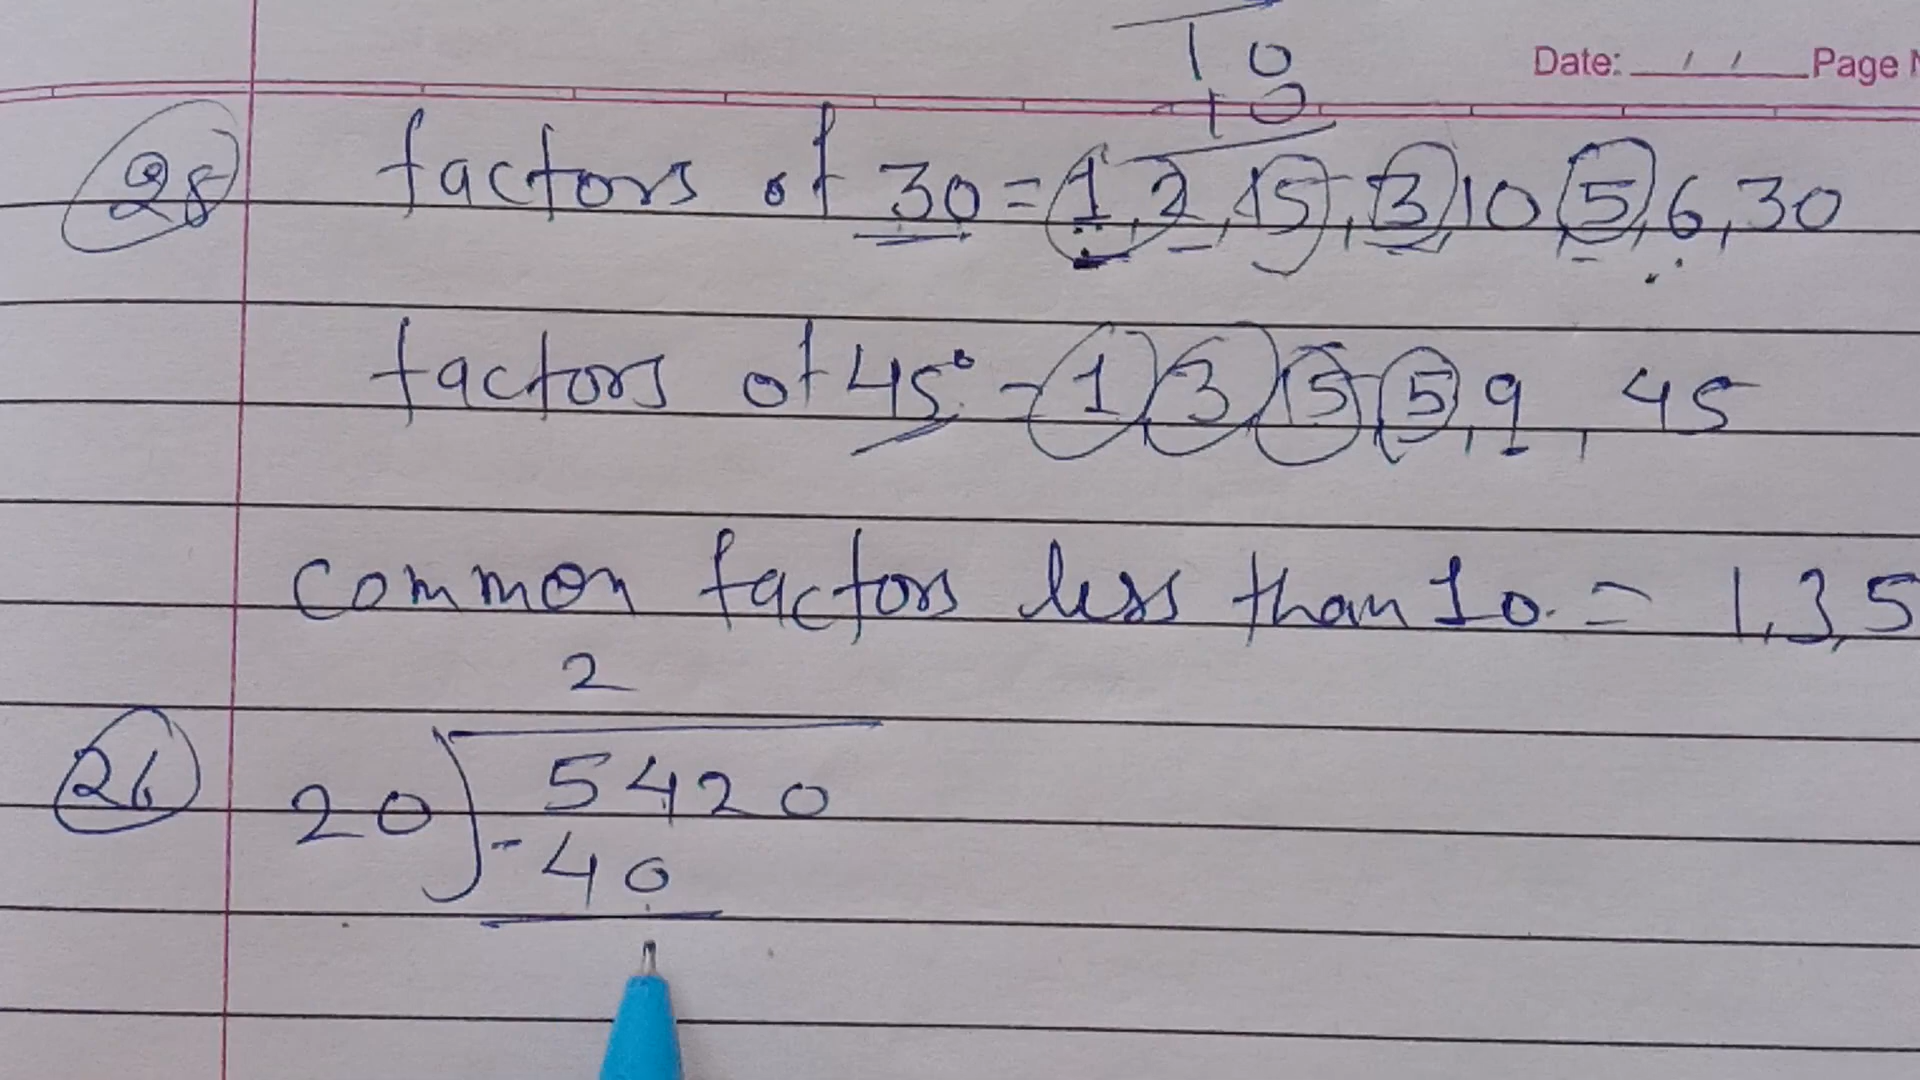 10
10
Date: / / Page N
25 factors of 30 = 1, 2, 15, 3, 10, 5, 6, 30
factors of 45 - 1, 3, 15, 5, 9, 45
common factors less than 10. = 1, 3, 5
2
26 20 5420
-40